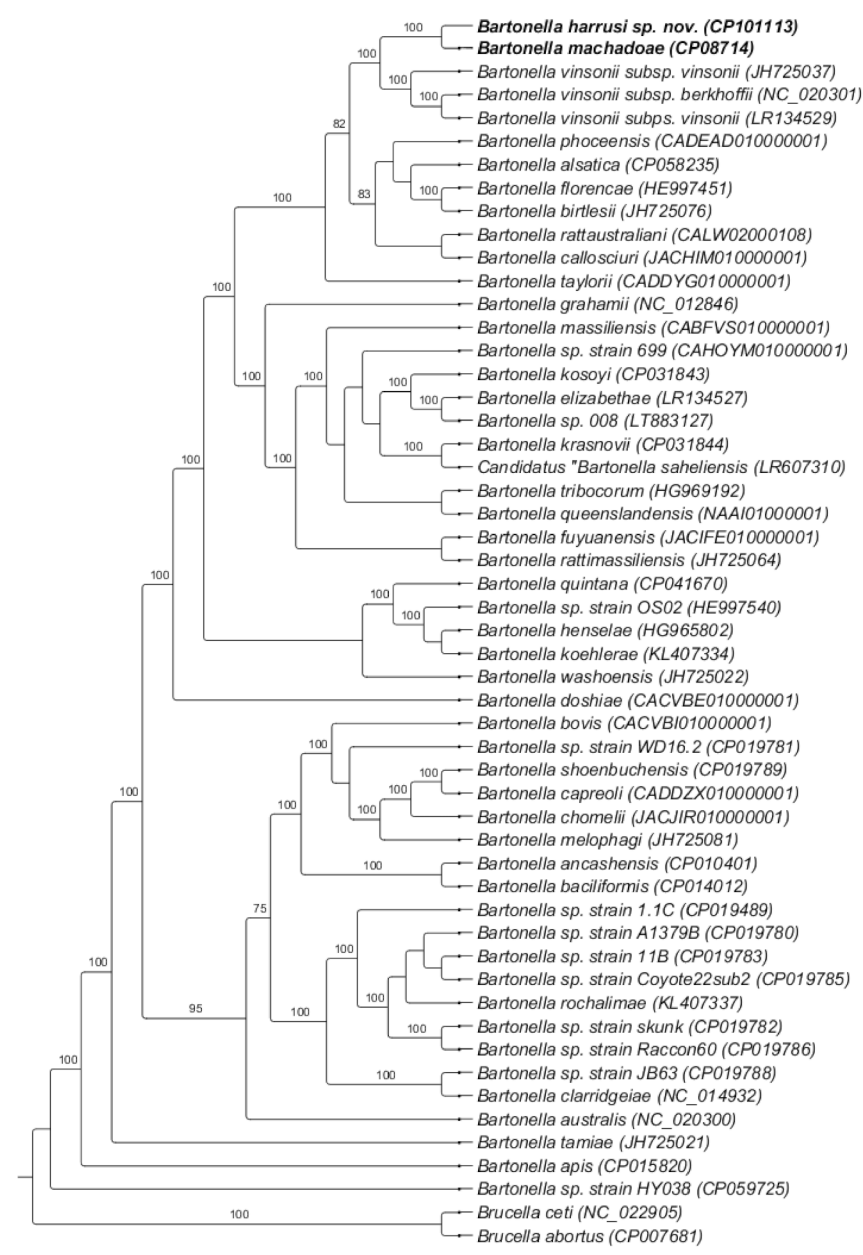 100
Bartonella harrusi sp. nov. (CP101113)
100
Bartonella machadoae (CP08714)
Bartonella vinsonii subsp. vinsonii (JH725037)
100
Bartonella vinsonii subsp. berkhoffii (NC_020301)
100
Bartonella vinsonii subps. vinsonii (LR134529)
82
Bartonella phoceensis (CADEAD010000001)
Bartonella alsatica (CP058235)
Bartonella florencae (HE997451)
83
100
Bartonella birtlesii (JH725076)
100
Bartonella rattaustraliani (CALW02000108)
Bartonella callosciuri (JACHIM010000001)
Bartonella taylorii (CADDYG010000001)
100
Bartonella grahamii (NC_012846)
Bartonella massiliensis (CABFVS010000001)
Bartonella sp. strain 699 (CAHOYM010000001)
100
100
100
Bartonella kosoyi (CP031843)
Bartonella elizabethae (LR134527)
100
Bartonella sp. 008 (LT883127)
Bartonella krasnovii (CP031844)
100
100
100
Candidatus "Bartonella saheliensis (LR607310)
Bartonella tribocorum (HG969192)
Bartonella queenslandensis (NAAI01000001)
Bartonella fuyuanensis (JACIFE010000001)
Bartonella rattimassiliensis (JH725064)
100
Bartonella quintana (CP041670)
100
Bartonella sp. strain OS02 (HE997540)
100
Bartonella henselae (HG965802)
Bartonella koehlerae (KL407334)
Bartonella washoensis (JH725022)
Bartonella doshiae (CACVBE010000001)
Bartonella bovis (CACVBI010000001)
100
Bartonella sp. strain WD16.2 (CP019781)
100
Bartonella shoenbuchensis (CP019789)
100
100
100
Bartonella capreoli (CADDZX010000001)
100
Bartonella chomelii (JACJIR010000001)
Bartonella melophagi (JH725081)
100
Bartonella ancashensis (CP010401)
Bartonella baciliformis (CP014012)
75
Bartonella sp. strain 1.1C (CP019489)
Bartonella sp. strain A1379B (CP019780)
100
Bartonella sp. strain 11B (CP019783)
100
Bartonella sp. strain Coyote22sub2 (CP019785)
100
Bartonella rochalimae (KL407337)
95
100
100
Bartonella sp. strain skunk (CP019782)
Bartonella sp. strain Raccon60 (CP019786)
100
100
Bartonella sp. strain JB63 (CP019788)
Bartonella clarridgeiae (NC_014932)
Bartonella australis (NC_020300)
Bartonella tamiae (JH725021)
Bartonella apis (CP015820)
Bartonella sp. strain HY038 (CP059725)
100
Brucella ceti (NC_022905)
Brucella abortus (CP007681)